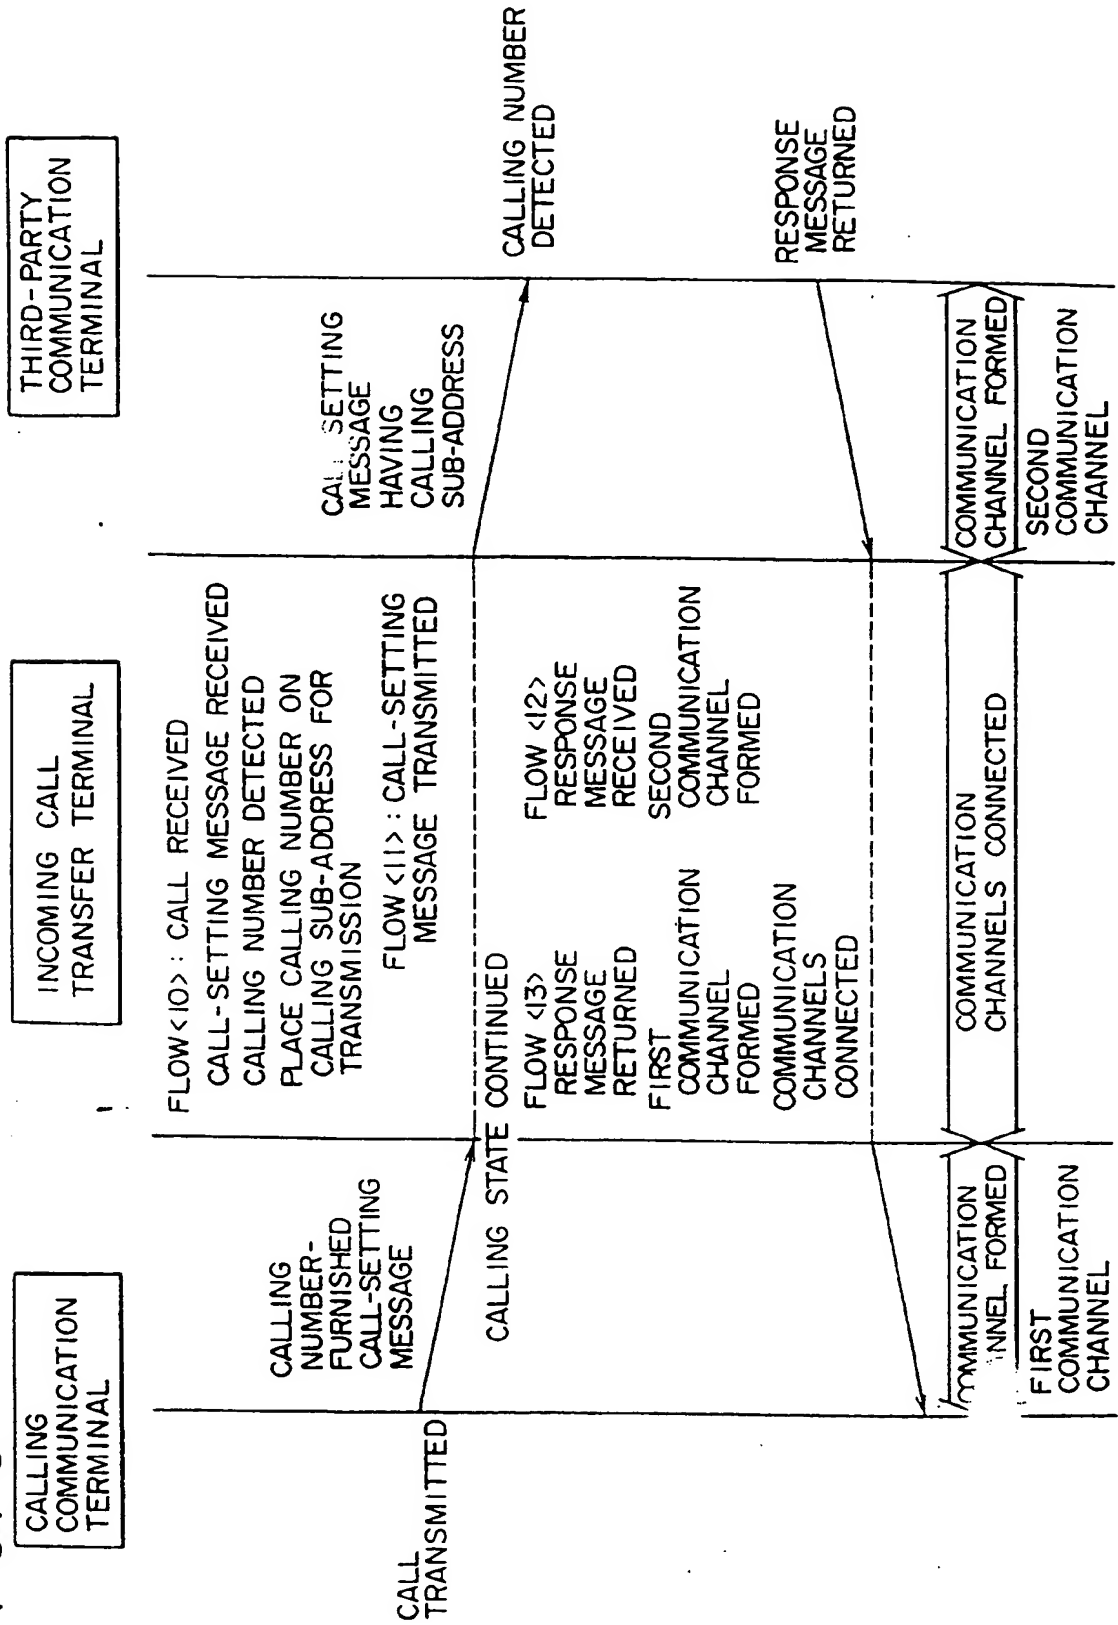 CALLING
COMMUNICATION
TERMINAL
INCOMING CALL
TRANSFER TERMINAL
THIRD-PARTY
COMMUNICATION
TERMINAL
CALL
TRANSMITTED
CALLING
NUMBER-
FURNISHED
CALL-SETTING
MESSAGE
FLOW<10>: CALL RECEIVED
CALL-SETTING MESSAGE RECEIVED
CALLING NUMBER DETECTED
PLACE CALLING NUMBER ON
CALLING SUB-ADDRESS FOR
TRANSMISSION
FLOW<11>: CALL-SETTING
MESSAGE TRANSMITTED
CALL SETTING
MESSAGE
HAVING
CALLING
SUB-ADDRESS
CALLING NUMBER
DETECTED
CALLING STATE CONTINUED
FLOW <13>
RESPONSE
MESSAGE
RETURNED
FIRST
COMMUNICATION
CHANNEL
FORMED
COMMUNICATION
CHANNELS
CONNECTED
FLOW <12>
RESPONSE
MESSAGE
RECEIVED
SECOND
COMMUNICATION
CHANNEL
FORMED
RESPONSE
MESSAGE
RETURNED
COMMUNICATION
FORMED
COMMUNICATION
CHANNELS CONNECTED
COMMUNICATION
CHANNEL FORMED
FIRST
COMMUNICATION
CHANNEL
SECOND
COMMUNICATION
CHANNEL